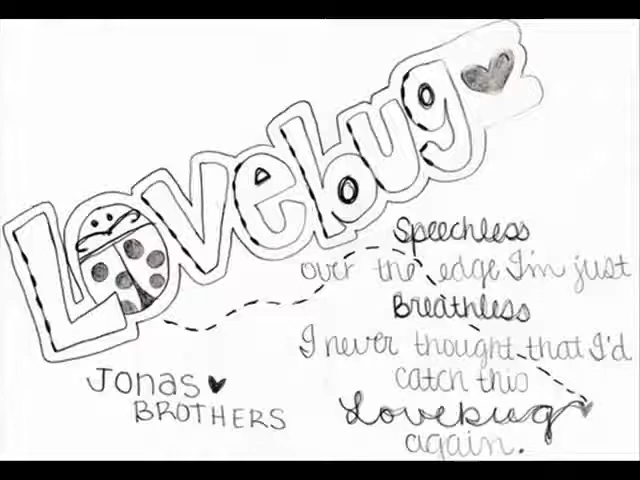 Lovebug
Speechless
over the edge I'm just
Breathless
I never thought that I'd
catch this
Lovebug
again.
Jonas
BROTHERS